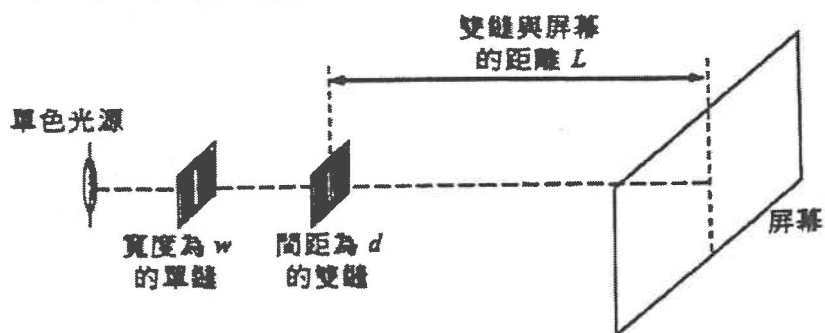 雙縫與屏幕
的距離 L
單色光源
寬度為 w
的單縫
間距為 d
的雙縫
屏幕